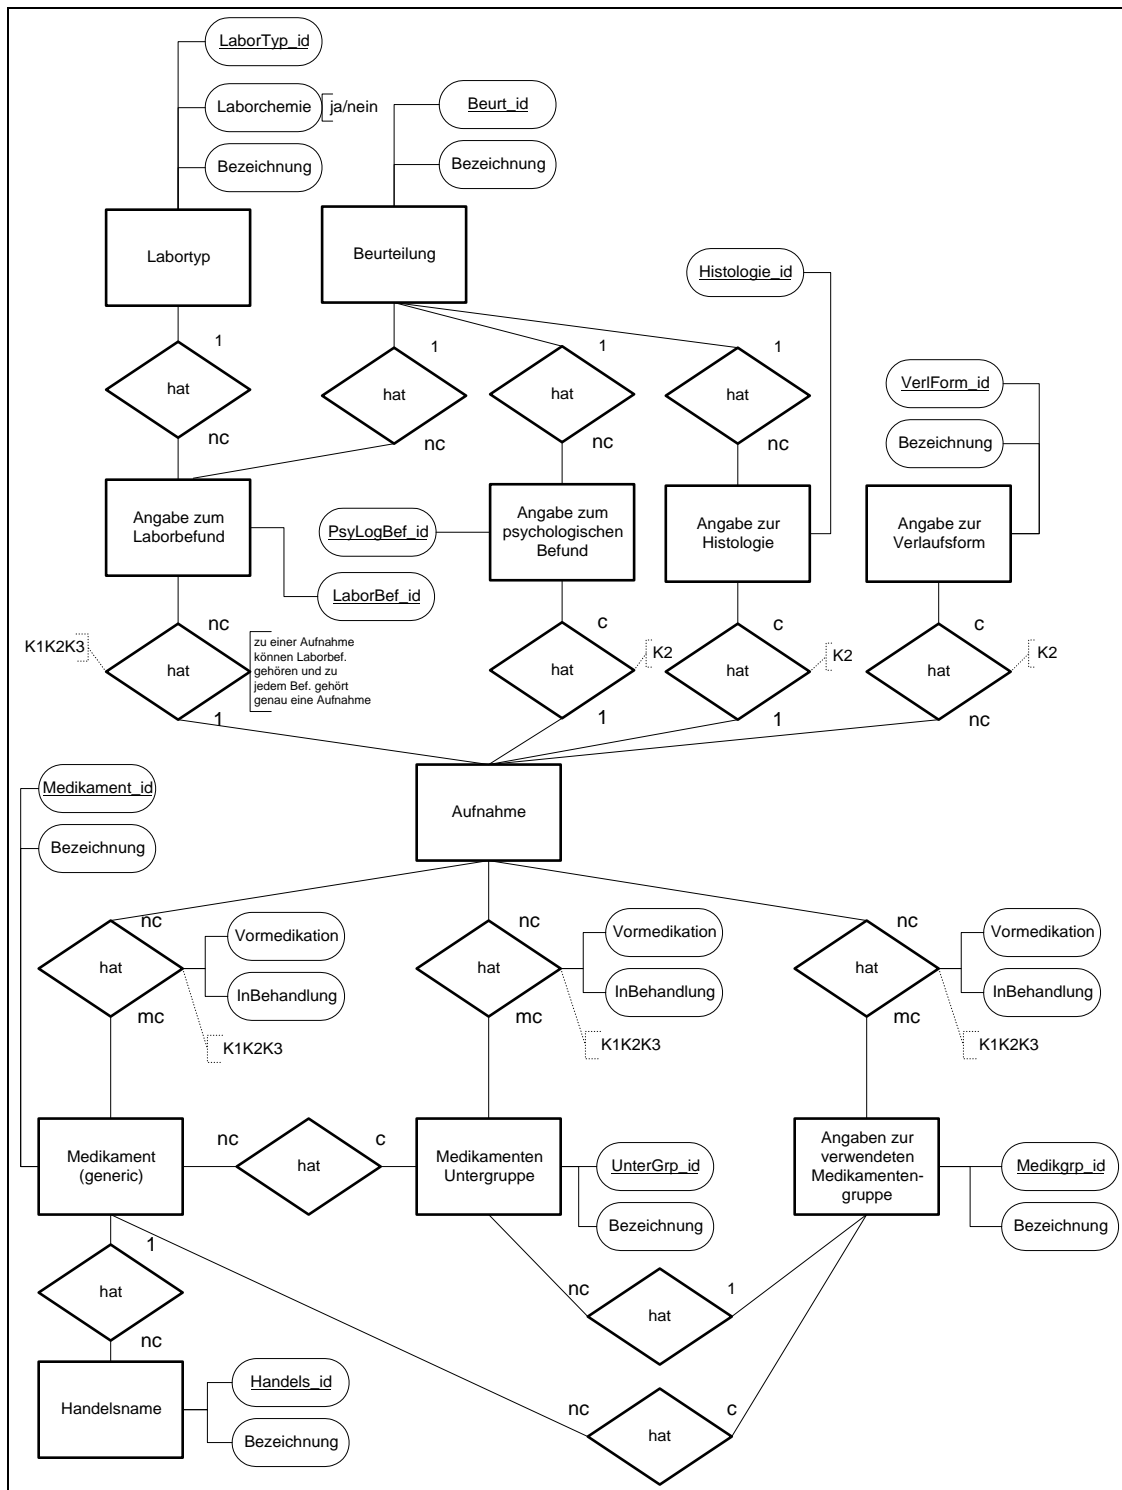 LaborTyp_id
Laborchemie
ja/nein
Bezeichnung
Beurt_id
Bezeichnung
Labortyp
Beurteilung
Histologie_id
1
hat
nc
1
hat
nc
1
hat
nc
1
hat
nc
VerlForm_id
Bezeichnung
Angabe zum
Laborbefund
PsyLogBef_id
Angabe zum
psychologischen
Befund
Angabe zur
Histologie
Angabe zur
Verlaufsform
LaborBef_id
K1K2K3
nc
hat
1
zu einer Aufnahme
können Laborbef.
gehören und zu
jedem Bef. gehört
genau eine Aufnahme
c
hat
K2
1
c
hat
K2
1
c
hat
K2
nc
Medikament_id
Bezeichnung
Aufnahme
nc
hat
mc
Vormedikation
InBehandlung
K1K2K3
nc
hat
mc
Vormedikation
InBehandlung
K1K2K3
nc
hat
mc
Vormedikation
InBehandlung
K1K2K3
Medikament
(generic)
nc
hat
c
Medikamenten
Untergruppe
UnterGrp_id
Bezeichnung
Angaben zur
verwendeten
Medikamenten-
gruppe
Medikgrp_id
Bezeichnung
1
hat
nc
nc
hat
1
Handelsname
Handels_id
Bezeichnung
nc
hat
c